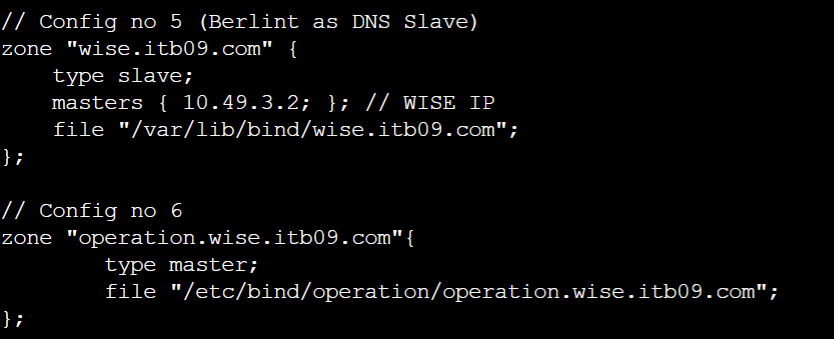 // Config no 5 (Berlint as DNS Slave)
zone "wise.itb09.com" {
    type slave;
    masters { 10.49.3.2; }; // WISE IP
    file "/var/lib/bind/wise.itb09.com";
};

// Config no 6
zone "operation.wise.itb09.com"{
        type master;
        file "/etc/bind/operation/operation.wise.itb09.com";
};